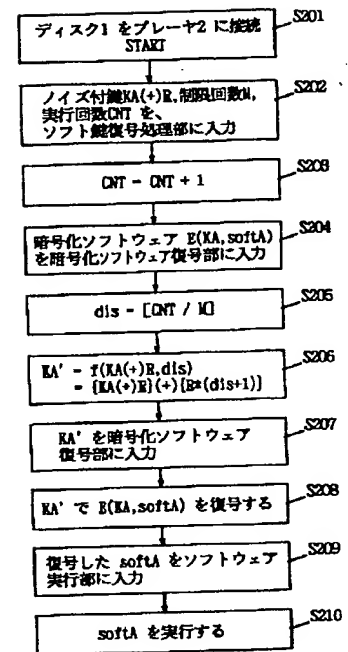 ディスク1 をプレーヤ2 に接続
START
S201
ノイズ付鍵KA(+)R,制限回数M,
実行回数CNT を、
ソフト鍵復号処理部に入力
S202
CNT = CNT + 1
S203
暗号化ソフトウェア E(KA,softA)
を暗号化ソフトウェア復号部に入力
S204
dis = [CNT / M]
S205
KA' = f(KA(+)R,dis)
= {KA(+)R}(+){R*(dis+1)}
S206
KA' を暗号化ソフトウェア
復号部に入力
S207
KA' で E(KA,softA) を復号する
S208
復号した softA をソフトウェア
実行部に入力
S209
softA を実行する
S210